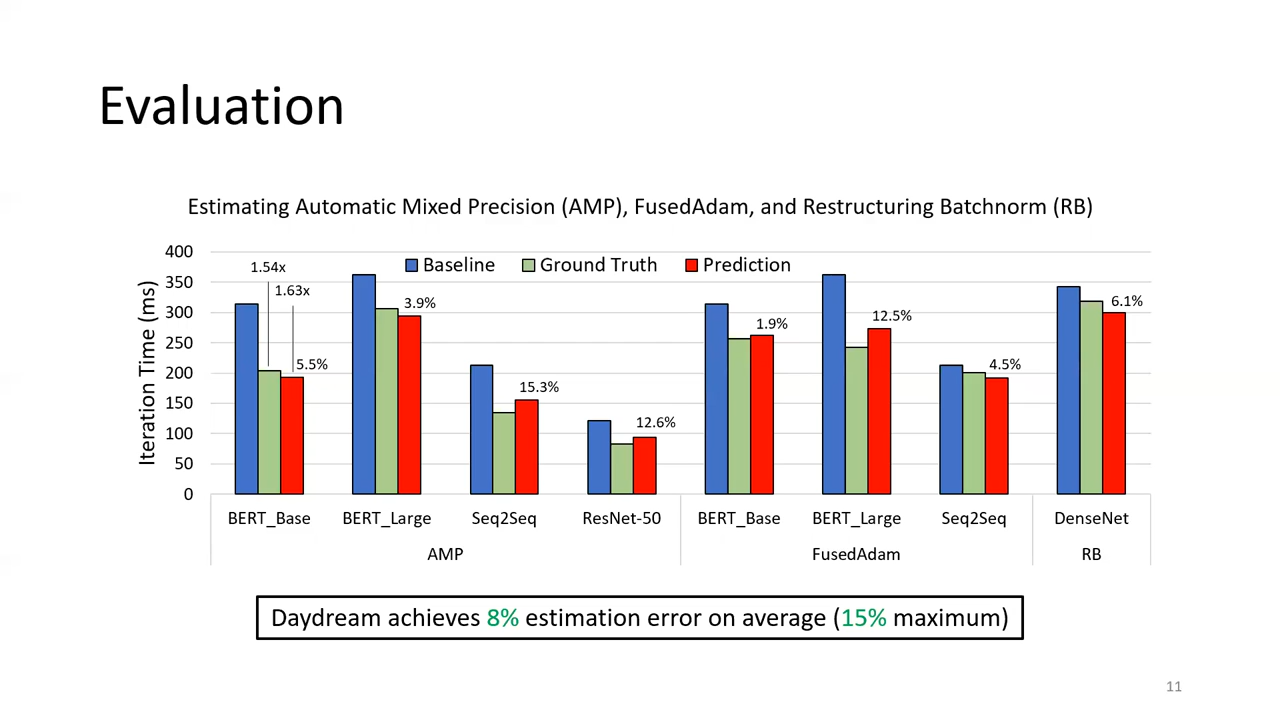 Evaluation
Estimating Automatic Mixed Precision (AMP), FusedAdam, and Restructuring Batchnorm (RB)
Iteration Time (ms)
400
350
300
250
200
150
100
50
0
Baseline Ground Truth Prediction
1.54x
1.63x
5.5%
3.9%
15.3%
12.6%
1.9%
12.5%
4.5%
6.1%
BERT_Base BERT_Large Seq2Seq ResNet-50 BERT_Base BERT_Large Seq2Seq DenseNet
AMP FusedAdam RB
Daydream achieves 8% estimation error on average (15% maximum)
11